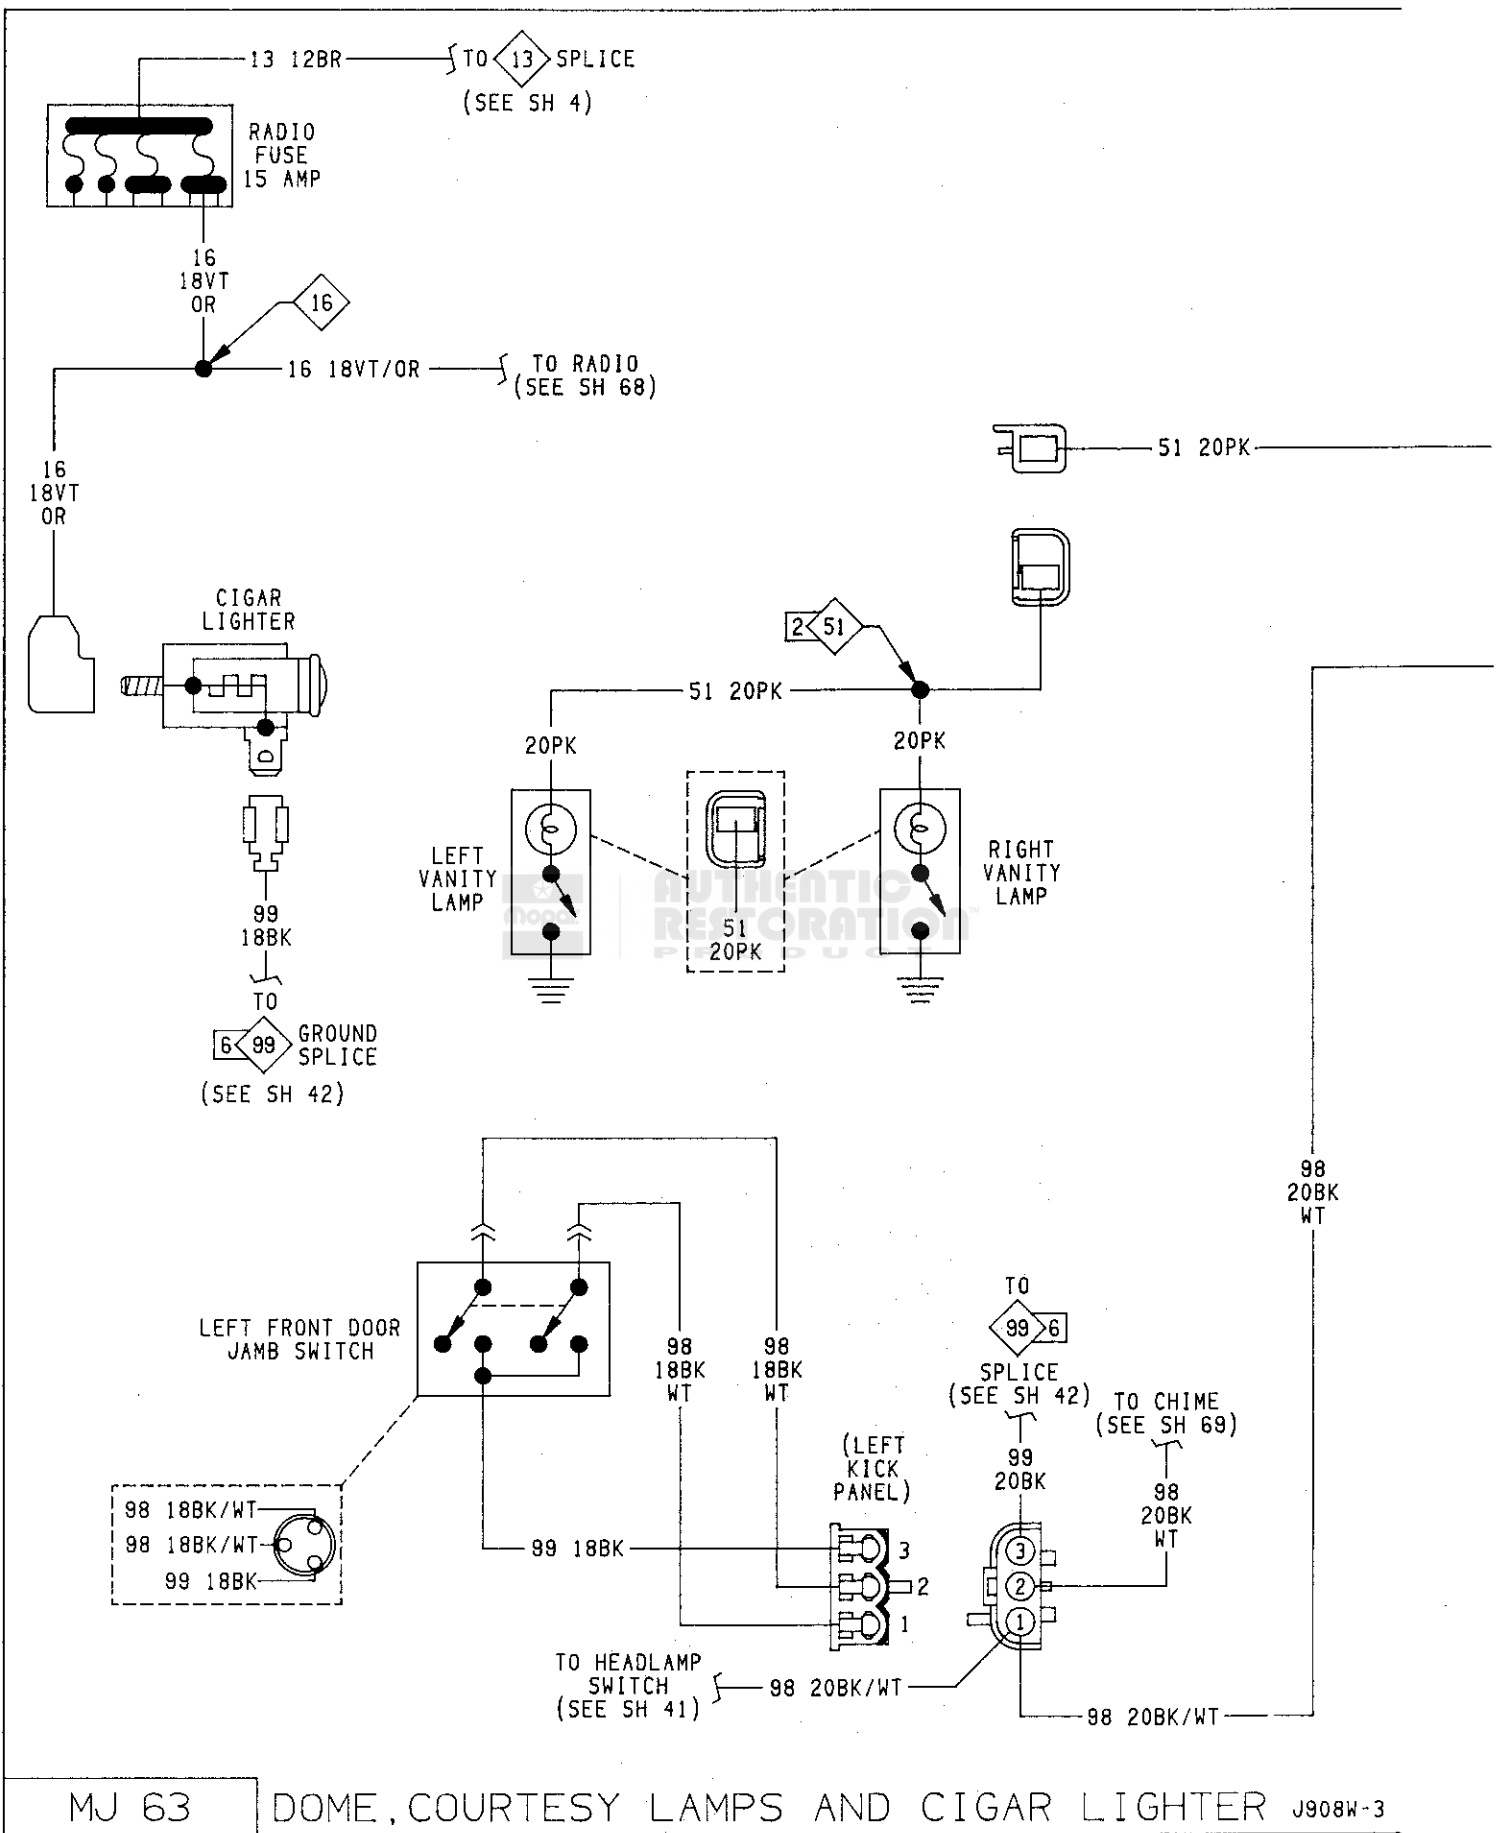 13 12BR
TO 13 SPLICE
(SEE SH 4)
RADIO
FUSE
15 AMP
16
18VT
OR
16
16 18VT/OR
TO RADIO
(SEE SH 68)
51 20PK
16
18VT
OR
CIGAR
LIGHTER
2 51
51 20PK
20PK
20PK
LEFT
VANITY
LAMP
51
20PK
RIGHT
VANITY
LAMP
Mopar
AUTHENTIC
RESTORATION™
PRODUCT
99
18BK
TO
6 99 GROUND
SPLICE
(SEE SH 42)
98
20BK
WT
LEFT FRONT DOOR
JAMB SWITCH
98
18BK
WT
98
18BK
WT
TO
99 6
SPLICE
(SEE SH 42)
TO CHIME
(SEE SH 69)
99
20BK
98
20BK
WT
(LEFT
KICK
PANEL)
98 18BK/WT
98 18BK/WT
99 18BK
99 18BK
3
2
1
3
2
1
TO HEADLAMP
SWITCH
(SEE SH 41)
98 20BK/WT
98 20BK/WT
MJ 63
DOME, COURTESY LAMPS AND CIGAR LIGHTER J908W-3